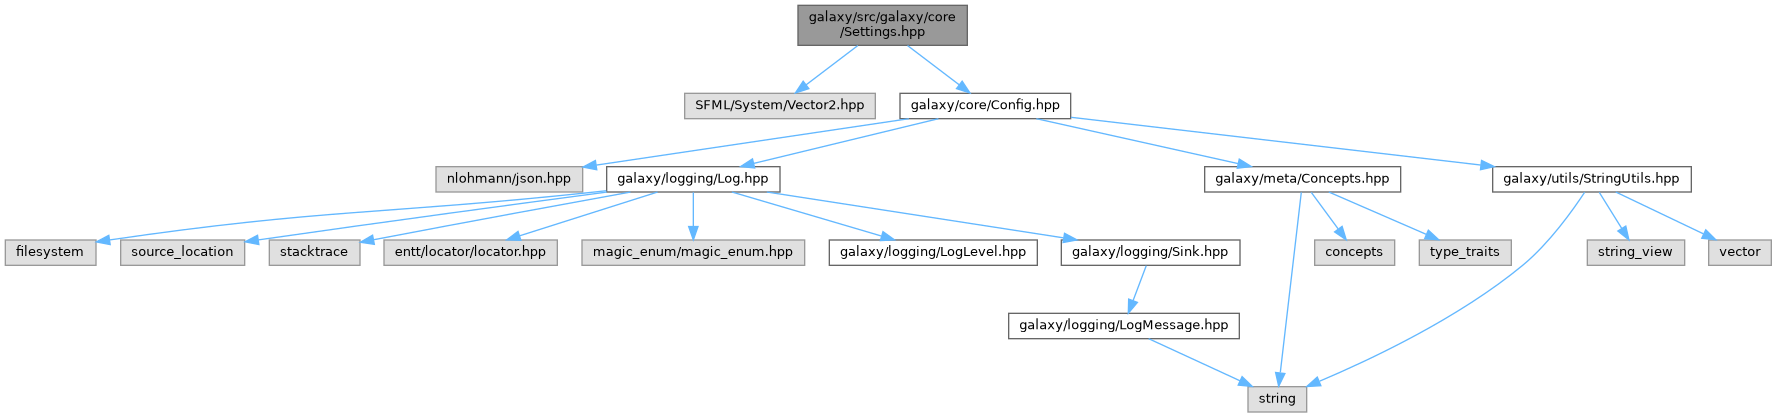 galaxy/src/galaxy/core
/Settings.hpp
SFML/System/Vector2.hpp
galaxy/core/Config.hpp
nlohmann/json.hpp
galaxy/logging/Log.hpp
galaxy/meta/Concepts.hpp
galaxy/utils/StringUtils.hpp
filesystem
source_location
stacktrace
entt/locator/locator.hpp
magic_enum/magic_enum.hpp
galaxy/logging/LogLevel.hpp
galaxy/logging/Sink.hpp
concepts
type_traits
string_view
vector
galaxy/logging/LogMessage.hpp
string